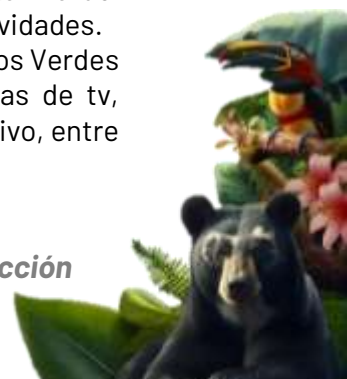 vidades.
os Verdes
as de tv,
ivo, entre
cción